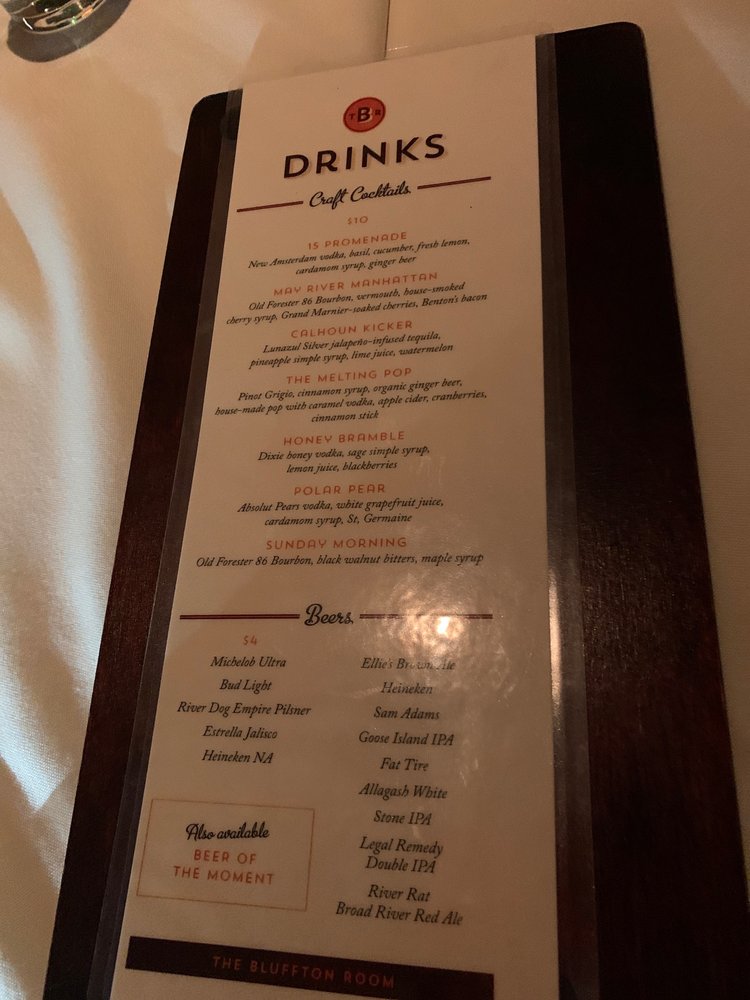 T B R
DRINKS
Craft Cocktails
$10
15 PROMENADE
New Amsterdam vodka, basil, cucumber, fresh lemon,
cardamom syrup, ginger beer
MAY RIVER MANHATTAN
Old Forester 86 Bourbon, vermouth, house-smoked
cherry syrup, Grand Marnier-soaked cherries, Benton's bacon
CALHOUN KICKER
Lunazul Silver jalapeño-infused tequila,
pineapple simple syrup, lime juice, watermelon
THE MELTING POP
Pinot Grigio, cinnamon syrup, organic ginger beer,
house-made pop with caramel vodka, apple cider, cranberries,
cinnamon stick
HONEY BRAMBLE
Dixie honey vodka, sage simple syrup,
lemon juice, blackberries
POLAR PEAR
Absolut Pears vodka, white grapefruit juice,
cardamom syrup, St, Germaine
SUNDAY MORNING
Old Forester 86 Bourbon, black walnut bitters, maple syrup
Beers
$4
Michelob Ultra
Bud Light
River Dog Empire Pilsner
Estrella Jalisco
Heineken NA
Also available
BEER OF
THE MOMENT
Ellie's Brown Ale
Heineken
Sam Adams
Goose Island IPA
Fat Tire
Allagash White
Stone IPA
Legal Remedy
Double IPA
River Rat
Broad River Red Ale
THE BLUFFTON ROOM